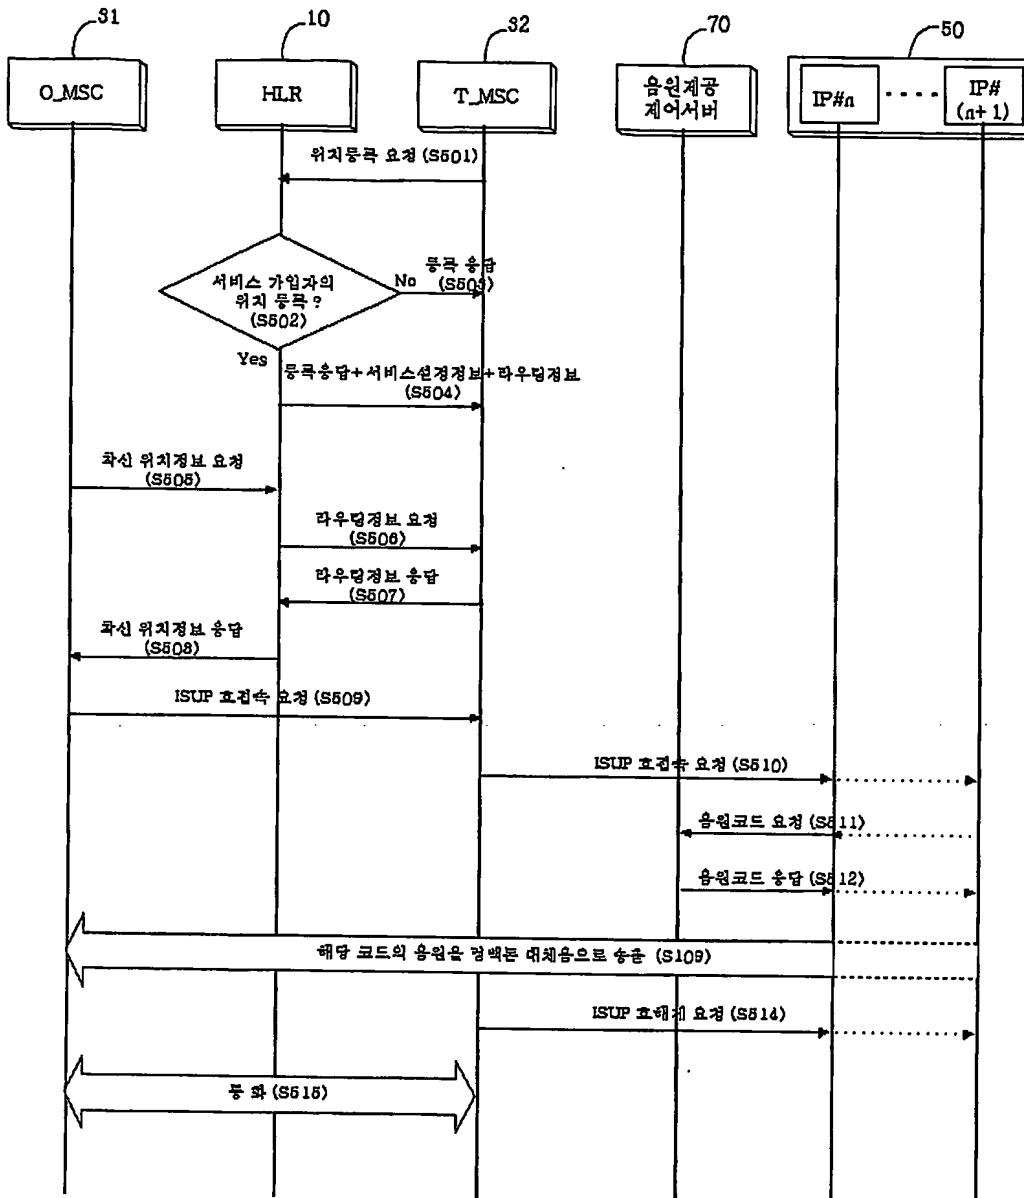 31
10
32
70
50
O_MSC
HLR
T_MSC
음원제공
제어서버
IP#n
IP#
(n+1)
위치등록 요청 (S501)
서비스 가입자의
위치 등록 ?
(S502)
No
등록 응답
(S503)
Yes
등록응답+서비스설정정보+라우팅정보
(S504)
착신 위치정보 요청
(S505)
라우팅정보 요청
(S506)
라우팅정보 응답
(S507)
착신 위치정보 응답
(S508)
ISUP 호접속 요청 (S509)
ISUP 호접속 요청 (S510)
음원코드 요청 (S511)
음원코드 응답 (S512)
해당 코드의 음원을 링백톤 대체음으로 송출 (S109)
ISUP 호해제 요청 (S514)
통 화 (S515)